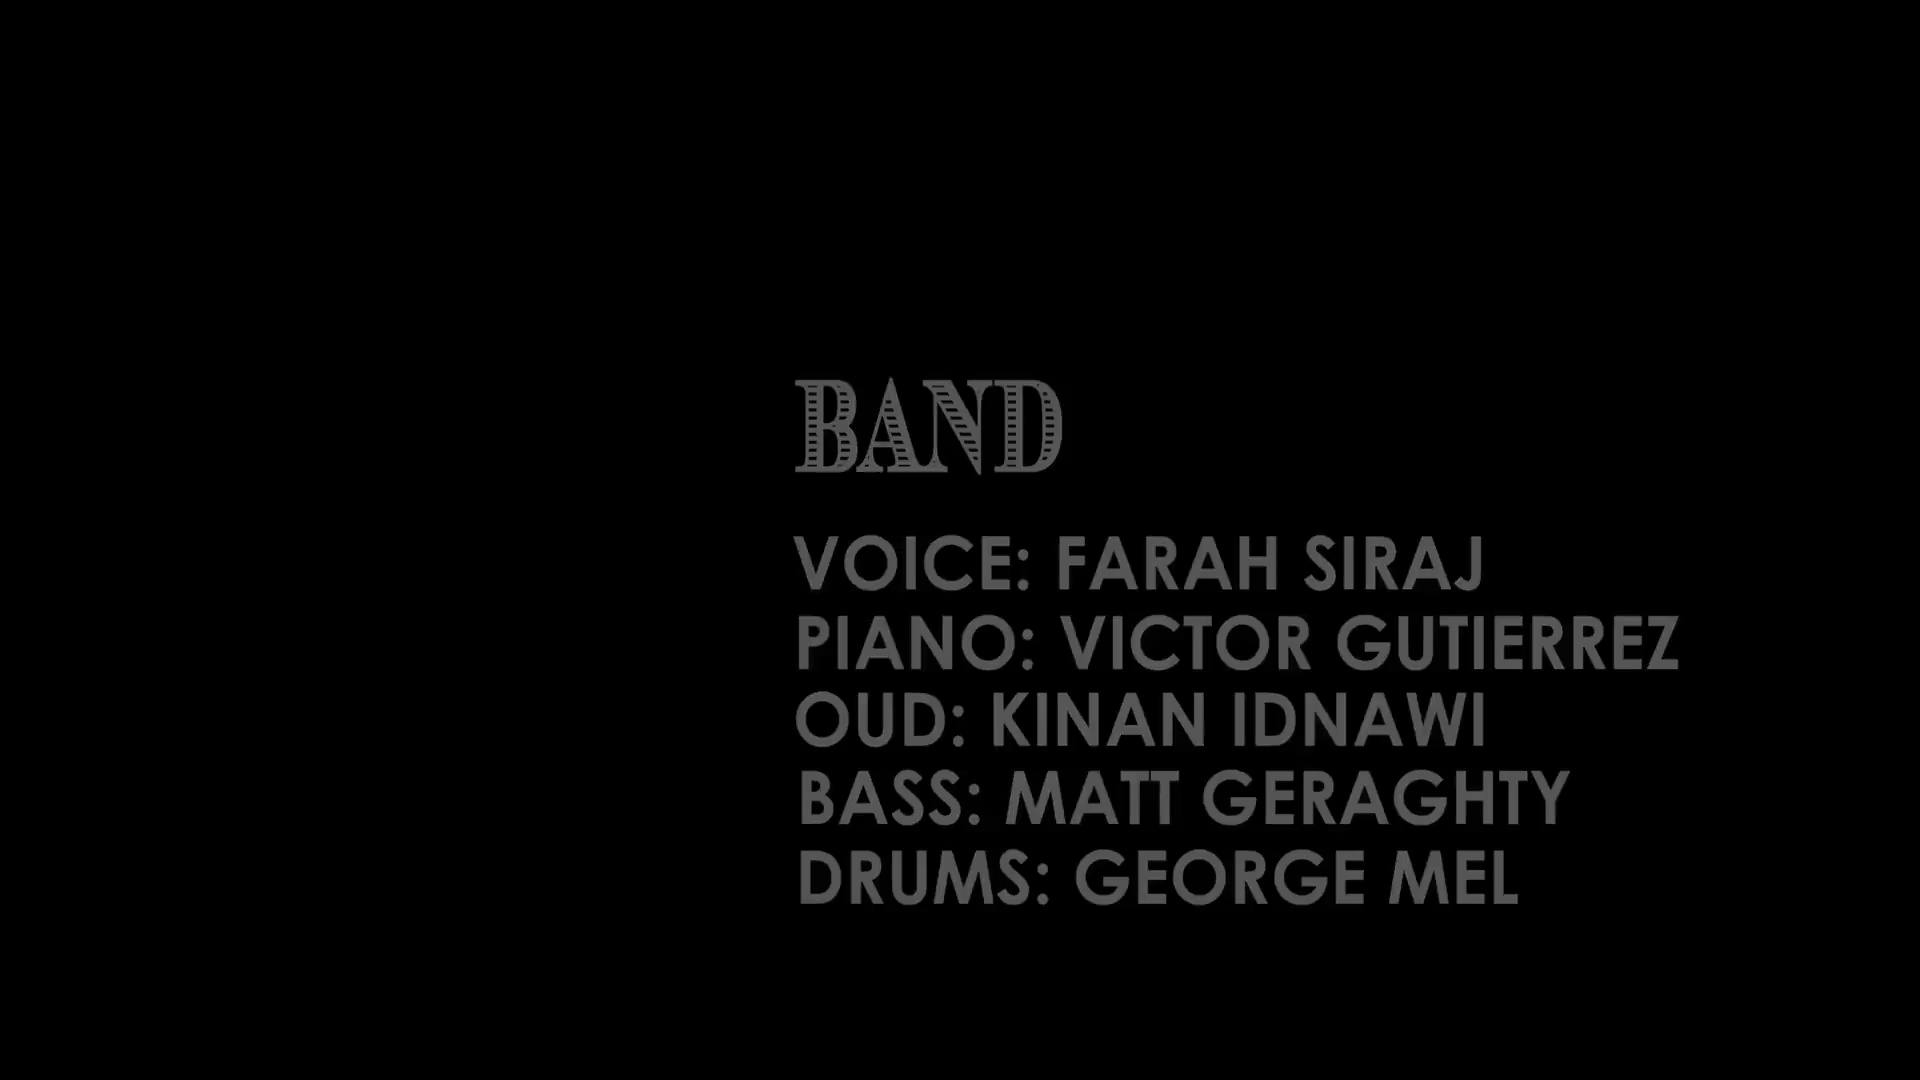 BAND
VOICE: FARAH SIRAJ
PIANO: VICTOR GUTIERREZ
OUD: KINAN IDNAWI
BASS: MATT GERAGHTY
DRUMS: GEORGE MEL